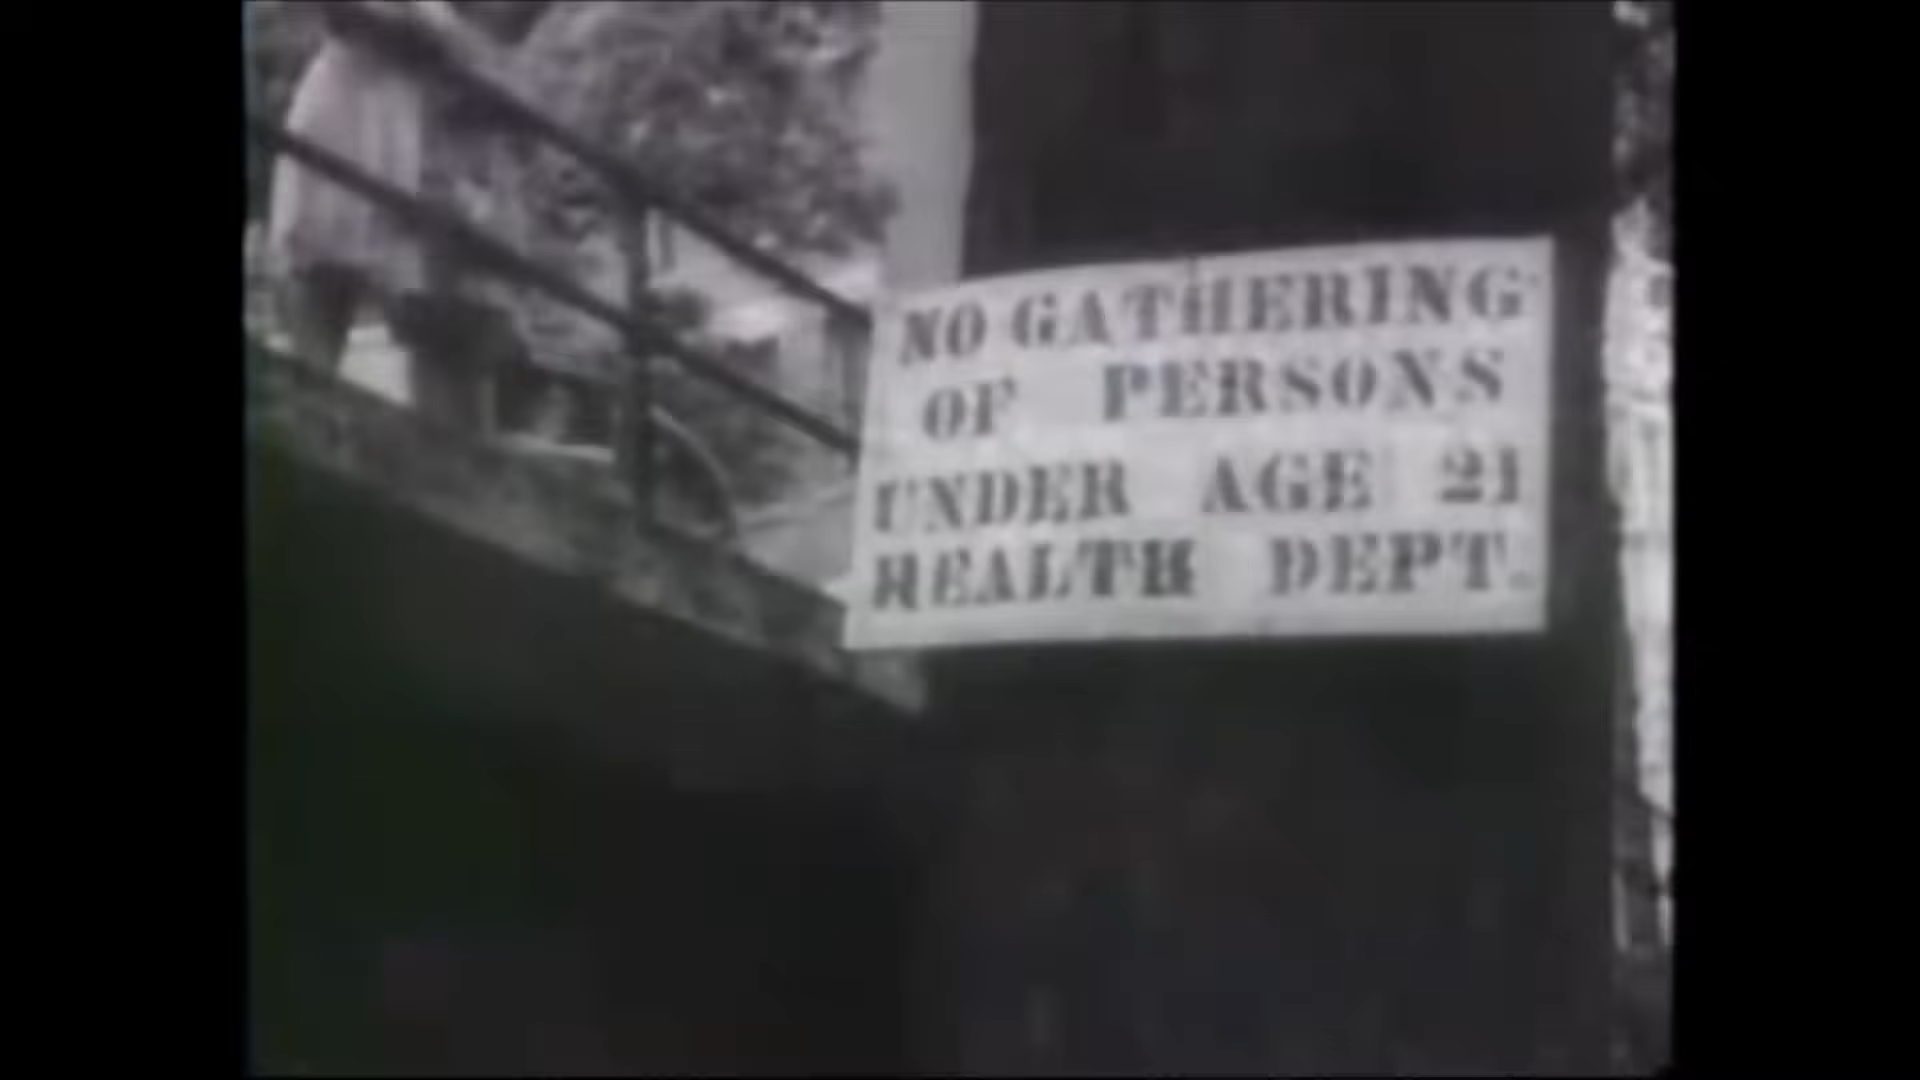 NO GATHERING
OF PERSONS
UNDER AGE 21
HEALTH DEPT.